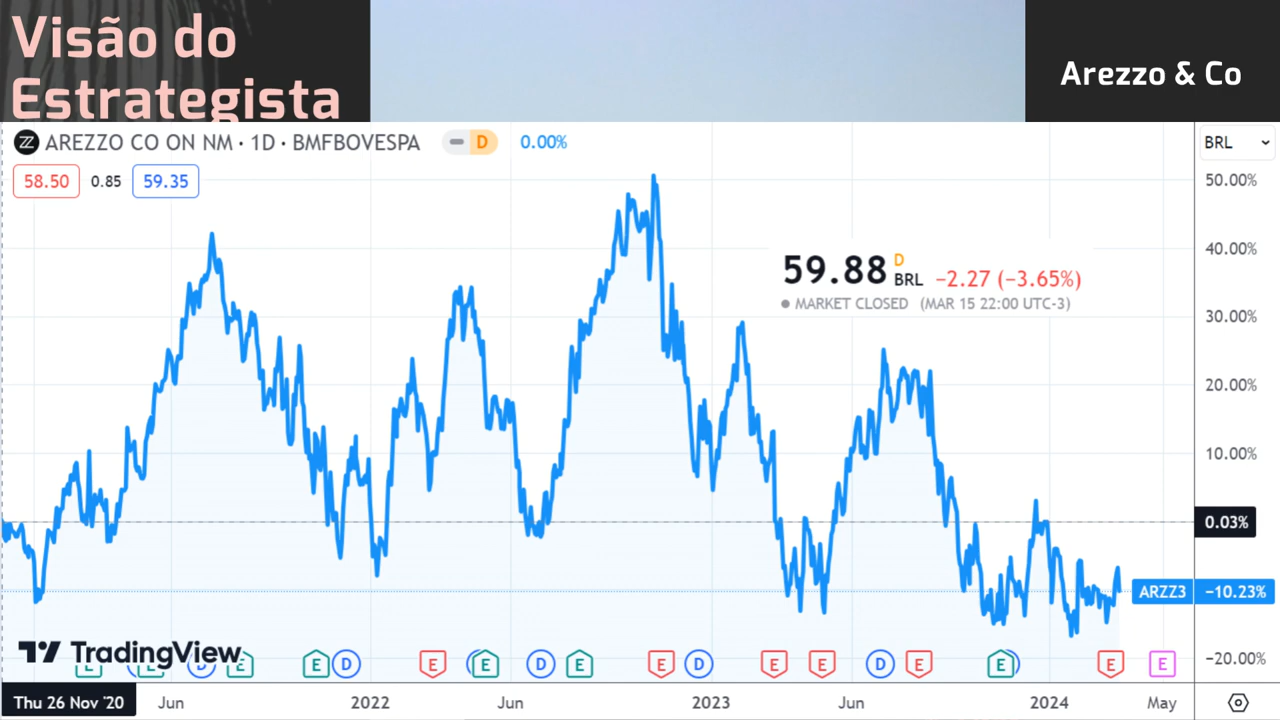 Visão do
Estrategista
Arezzo & Co
AREZZO CO ON NM · 1D · BMFBOVESPA
D
0.00%
BRL
58.50
0.85
59.35
50.00%
40.00%
59.88
D
BRL
−2.27 (−3.65%)
MARKET CLOSED (MAR 15 22:00 UTC-3)
30.00%
20.00%
10.00%
0.03%
ARZZ3
−10.23%
−20.00%
TradingView
E
E
D
E
E
D
E
E
D
E
E
D
E
E
D
E
E
E
E
Thu 26 Nov '20
Jun
2022
Jun
2023
Jun
2024
May